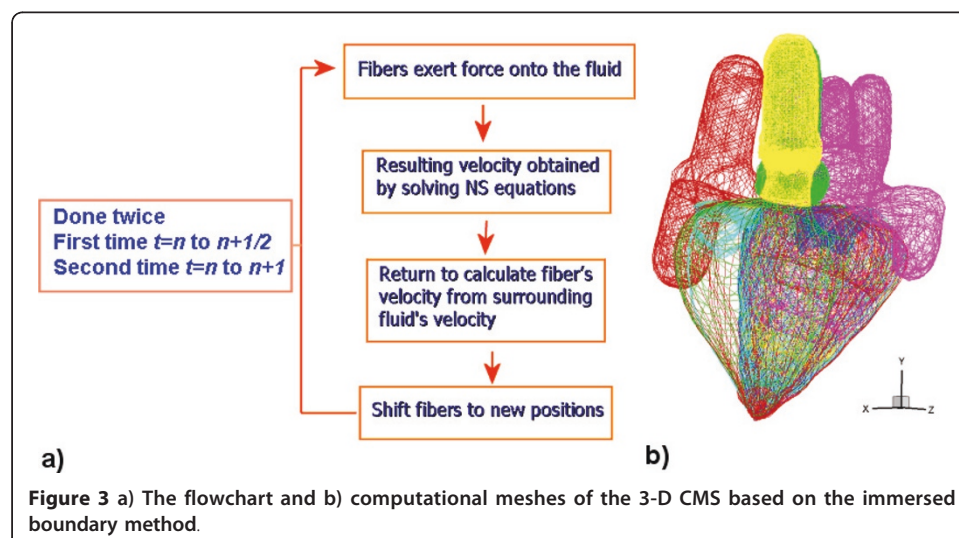 Fibers exert force onto the fluid
Resulting velocity obtained
by solving NS equations
Done twice
First time t=n to n+1/2
Second time t=n to n+1
Return to calculate fiber's
velocity from surrounding
fluid's velocity
Shift fibers to new positions
a)
Y
X
Z
b)
Figure 3 a) The flowchart and b) computational meshes of the 3-D CMS based on the immersed
boundary method.